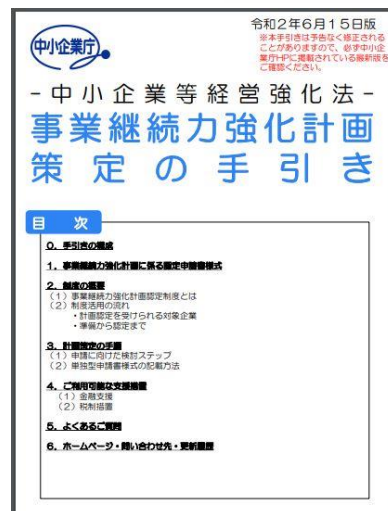 令和２年６月１５日版
※本手引きは予告なく修正される
ことがありますので、必ず中小企
業庁HPに掲載されている最新版を
ご確認ください。
中小企業庁
-中小企業等経営強化法-
事業継続力強化計画
策定の手引き
目 次
０．手引きの構成
１．事業継続力強化計画に係る認定申請書様式
２．制度の概要
（１）事業継続力強化計画認定制度とは
（２）制度活用の流れ
・計画認定を受けられる対象企業
・準備から認定まで
３．計画策定の手順
（１）申請に向けた検討ステップ
（２）単独型申請書様式の記載方法
４．ご利用可能な支援措置
（１）金融支援
（２）税制措置
５．よくあるご質問
６．ホームページ・問い合わせ先・更新履歴